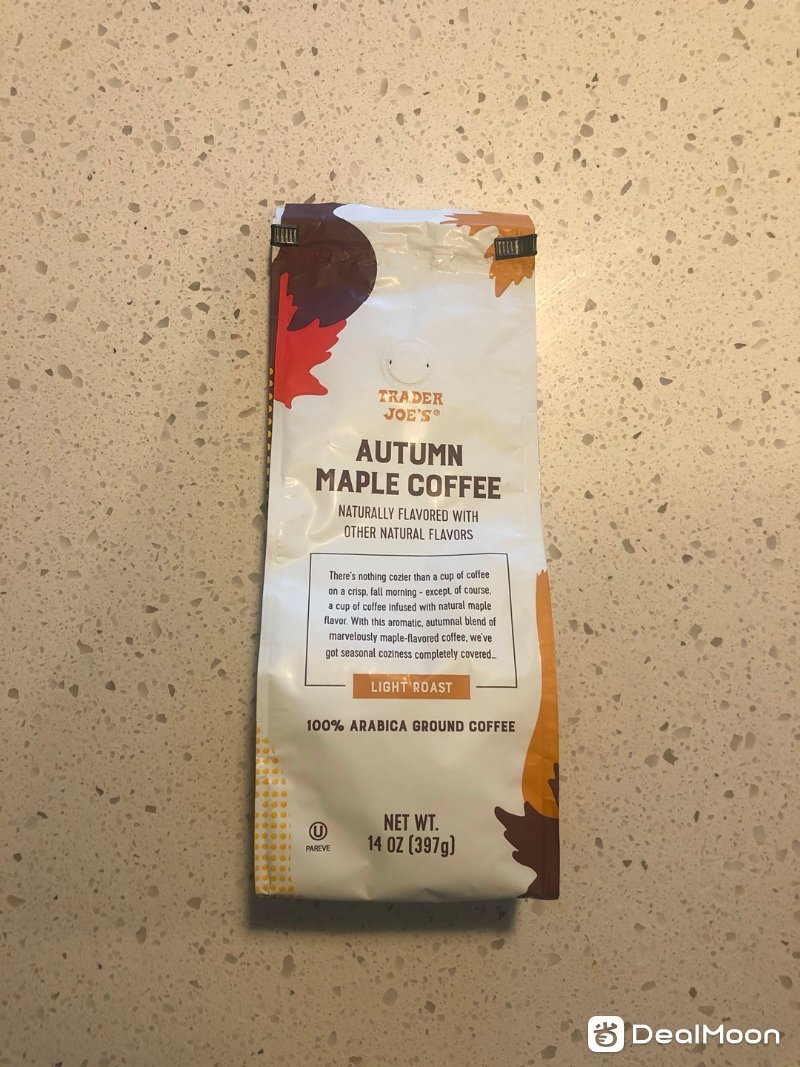 TRADER
JOE'S®
AUTUMN
MAPLE COFFEE
NATURALLY FLAVORED WITH
OTHER NATURAL FLAVORS
There's nothing cozier than a cup of coffee
on a crisp, fall morning - except, of course,
a cup of coffee infused with natural maple
flavor. With this aromatic, autumnal blend of
marvelously maple-flavored coffee, we've
got seasonal coziness completely covered...
LIGHT ROAST
100% ARABICA GROUND COFFEE
U
PAREVE
NET WT.
14 OZ (397g)
DealMoon